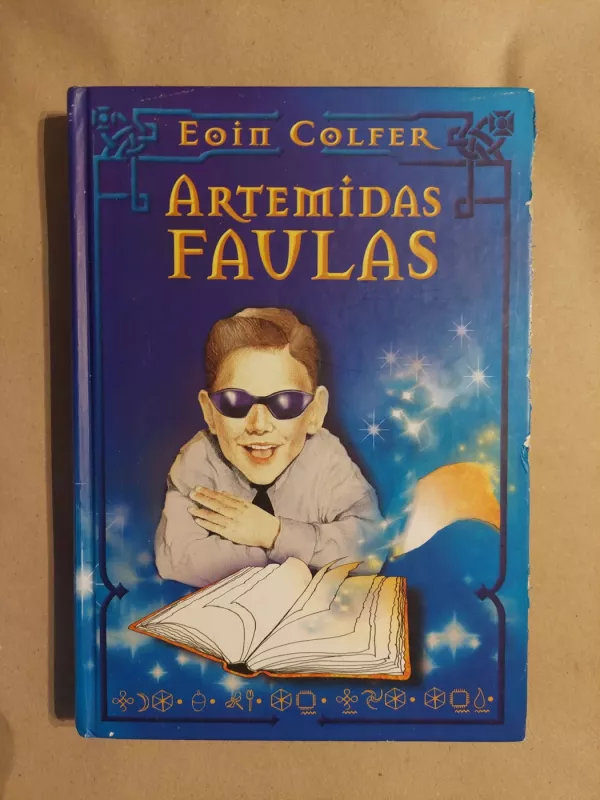 Eoin Colfer
Artemidas
FAULAS